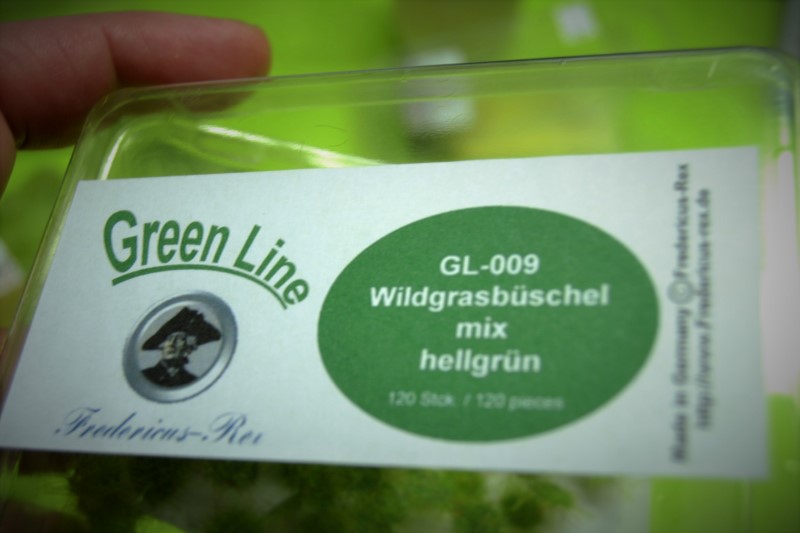 Green Line
Fredericus-Rex
GL-009
Wildgrasbüschel
mix
hellgrün
120 Stck. / 120 pieces
Made in Germany ©Fredericus-Rex
http://www.Fredericus-rex.de